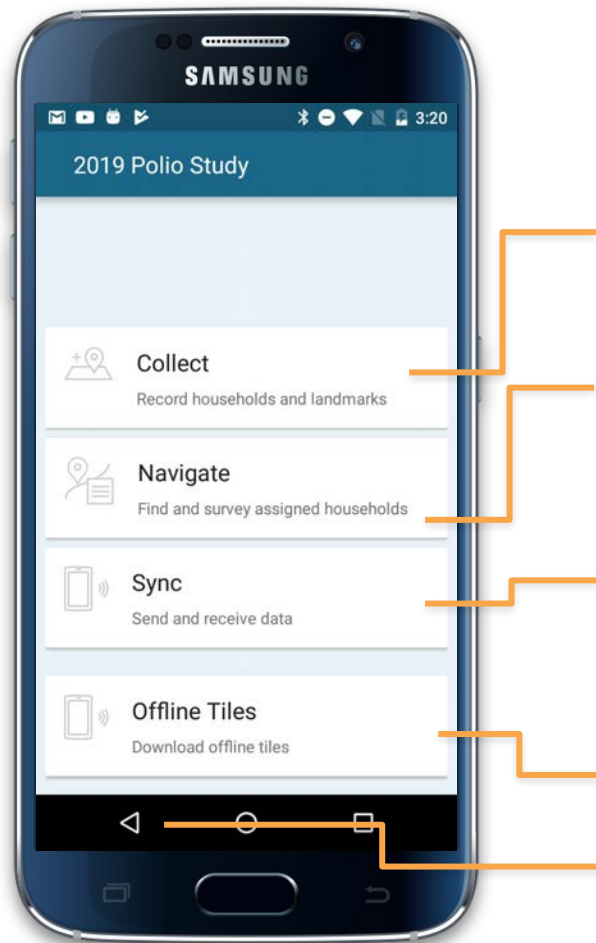 SAMSUNG
3:20
2019 Polio Study
Collect
Record households and landmarks
Navigate
Find and survey assigned households
Sync
Send and receive data
Offline Tiles
Download offline tiles